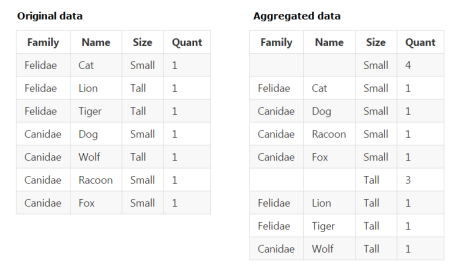 Original data
Family Name Size Quant
Felidae Cat Small 1
Felidae Lion Tall 1
Felidae Tiger Tall 1
Canidae Dog Small 1
Canidae Wolf Tall 1
Canidae Racoon Small 1
Canidae Fox Small 1
Aggregated data
Family Name Size Quant
Small 4
Felidae Cat Small 1
Canidae Dog Small 1
Canidae Racoon Small 1
Canidae Fox Small 1
Tall 3
Felidae Lion Tall 1
Felidae Tiger Tall 1
Canidae Wolf Tall 1